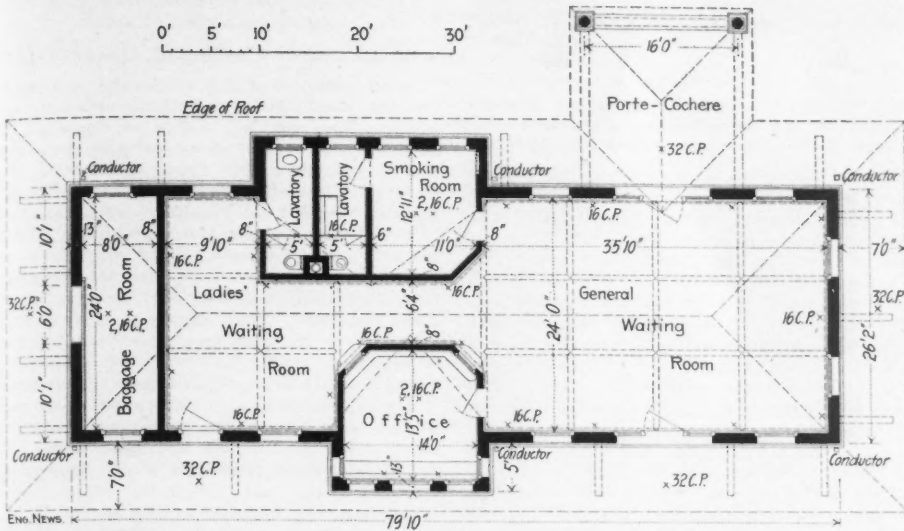 0' 5' 10' 20' 30'
16'0"
Edge of Roof
Porte-Cochere
32 C.P.
Conductor
Conductor
Conductor
Lavatory
Lavatory
Smoking
Room
2,16 C.P.
12'11"
16 C.P.
10'1"
13"
8'0"
8"
9'10"
8"
5'
5'
6"
11'0"
8"
8"
16 C.P.
35'10"
7'0"
16 C.P.
Ladies'
Waiting
Room
16 C.P.
6'4"
General
Waiting
Room
24'0"
16 C.P.
32 C.P.
26'2"
32 C.P.
6'0"
24'0"
Baggage Room
2,16 C.P.
16 C.P.
8"
2,16 C.P.
Office
13'5"
14'0"
13"
10'1"
16 C.P.
16 C.P.
Conductor
7'0"
32 C.P.
Conductor
5'
32 C.P.
Conductor
ENG. NEWS.
79'10"